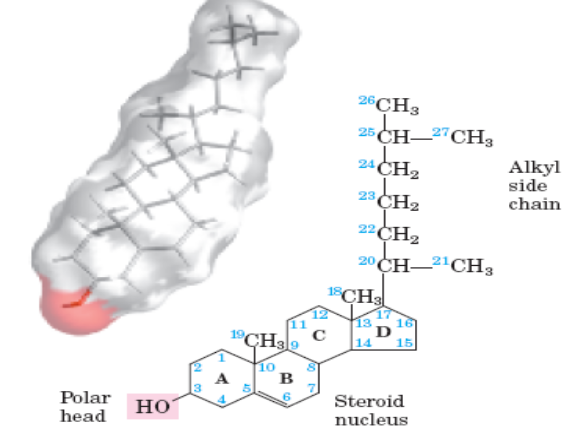 26CH3
25CH—27CH3
24CH2
Alkyl
side
chain
23CH2
22CH2
20CH—21CH3
18CH3
17
12
11
13
16
C
D
19CH3
14
15
1
9
2
10
8
A
B
3
5
7
4
6
Polar
head
HO
Steroid
nucleus